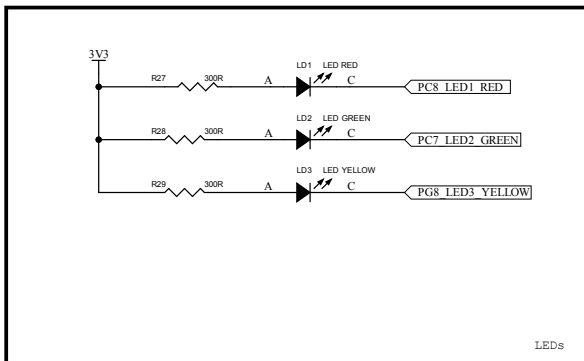 3V3
R27 300R A LD1 LED RED C PC8_LED1_RED
R28 300R A LD2 LED GREEN C PC7_LED2_GREEN
R29 300R A LD3 LED YELLOW C PG8_LED3_YELLOW
LEDs